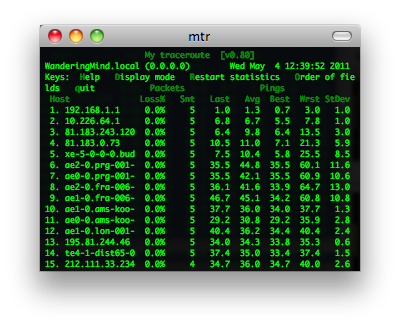 mtr
My traceroute  [v0.80]
WanderingMind.local (0.0.0.0)        Wed May  4 12:39:52 2011
Keys:  Help   Display mode   Restart statistics   Order of fie
lds   quit
Packets               Pings
Host              Loss%   Snt   Last   Avg  Best  Wrst StDev
1. 192.168.1.1    0.0%     5    1.0   1.3   0.7   3.0   1.0
2. 10.226.64.1    0.0%     5    6.8   6.7   5.5   7.8   1.0
3. 81.183.243.120 0.0%     5    6.4   9.8   6.4  13.5   3.0
4. 81.183.0.73    0.0%     5   10.5  11.0   7.1  21.3   5.9
5. xe-5-0-0-0.bud 0.0%     5    7.5  10.4   5.8  25.5   8.5
6. ae2-0.prg-001- 0.0%     5   35.5  44.8  35.5  60.1  11.6
7. ae0-0.prg-001- 0.0%     5   35.5  42.1  35.5  60.9  10.6
8. ae2-0.fra-006- 0.0%     5   36.1  41.6  33.9  64.7  13.0
9. ae1-0.fra-006- 0.0%     5   46.7  45.1  34.2  60.8  10.8
10. ae1-0.ams-koo- 0.0%     5   37.7  36.0  34.0  37.7   1.3
11. ae0-0.ams-koo- 0.0%     5   29.2  30.8  29.2  35.9   2.8
12. ae1-0.lon-001- 0.0%     5   40.4  36.2  34.4  40.4   2.4
13. 195.81.244.46  0.0%     5   34.0  34.3  33.8  35.3   0.6
14. te4-1-dist65-0 0.0%     5   37.4  35.0  33.4  37.4   1.5
15. 212.111.33.234 0.0%     4   34.7  36.0  34.7  40.0   2.6